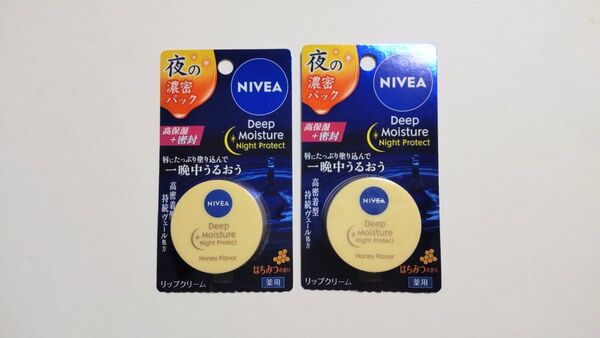 夜の
濃密
パック
NIVEA
Deep
Moisture
Night Protect
高保湿
+密封
唇にたっぷり塗り込んで
一晩中うるおう
高密着型
持続ヴェール処方
NIVEA
Deep
Moisture
Night Protect
Honey Flavor
はちみつの香り
リップクリーム
薬用
夜の
濃密
パック
NIVEA
Deep
Moisture
Night Protect
高保湿
+密封
唇にたっぷり塗り込んで
一晩中うるおう
高密着型
持続ヴェール処方
NIVEA
Deep
Moisture
Night Protect
Honey Flavor
はちみつの香り
リップクリーム
薬用